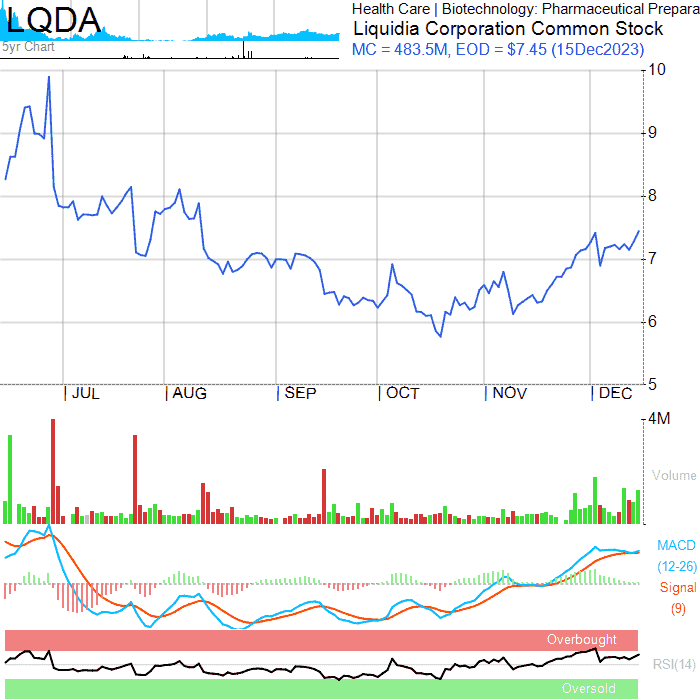 LQDA
5yr Chart
Health Care | Biotechnology: Pharmaceutical Prepara
Liquidia Corporation Common Stock
MC = 483.5M, EOD = $7.45 (15Dec2023)
10
9
8
7
6
5
| JUL | AUG | SEP | OCT | NOV | DEC
4M
Volume
MACD
(12-26)
Signal
(9)
Overbought
RSI(14)
Oversold